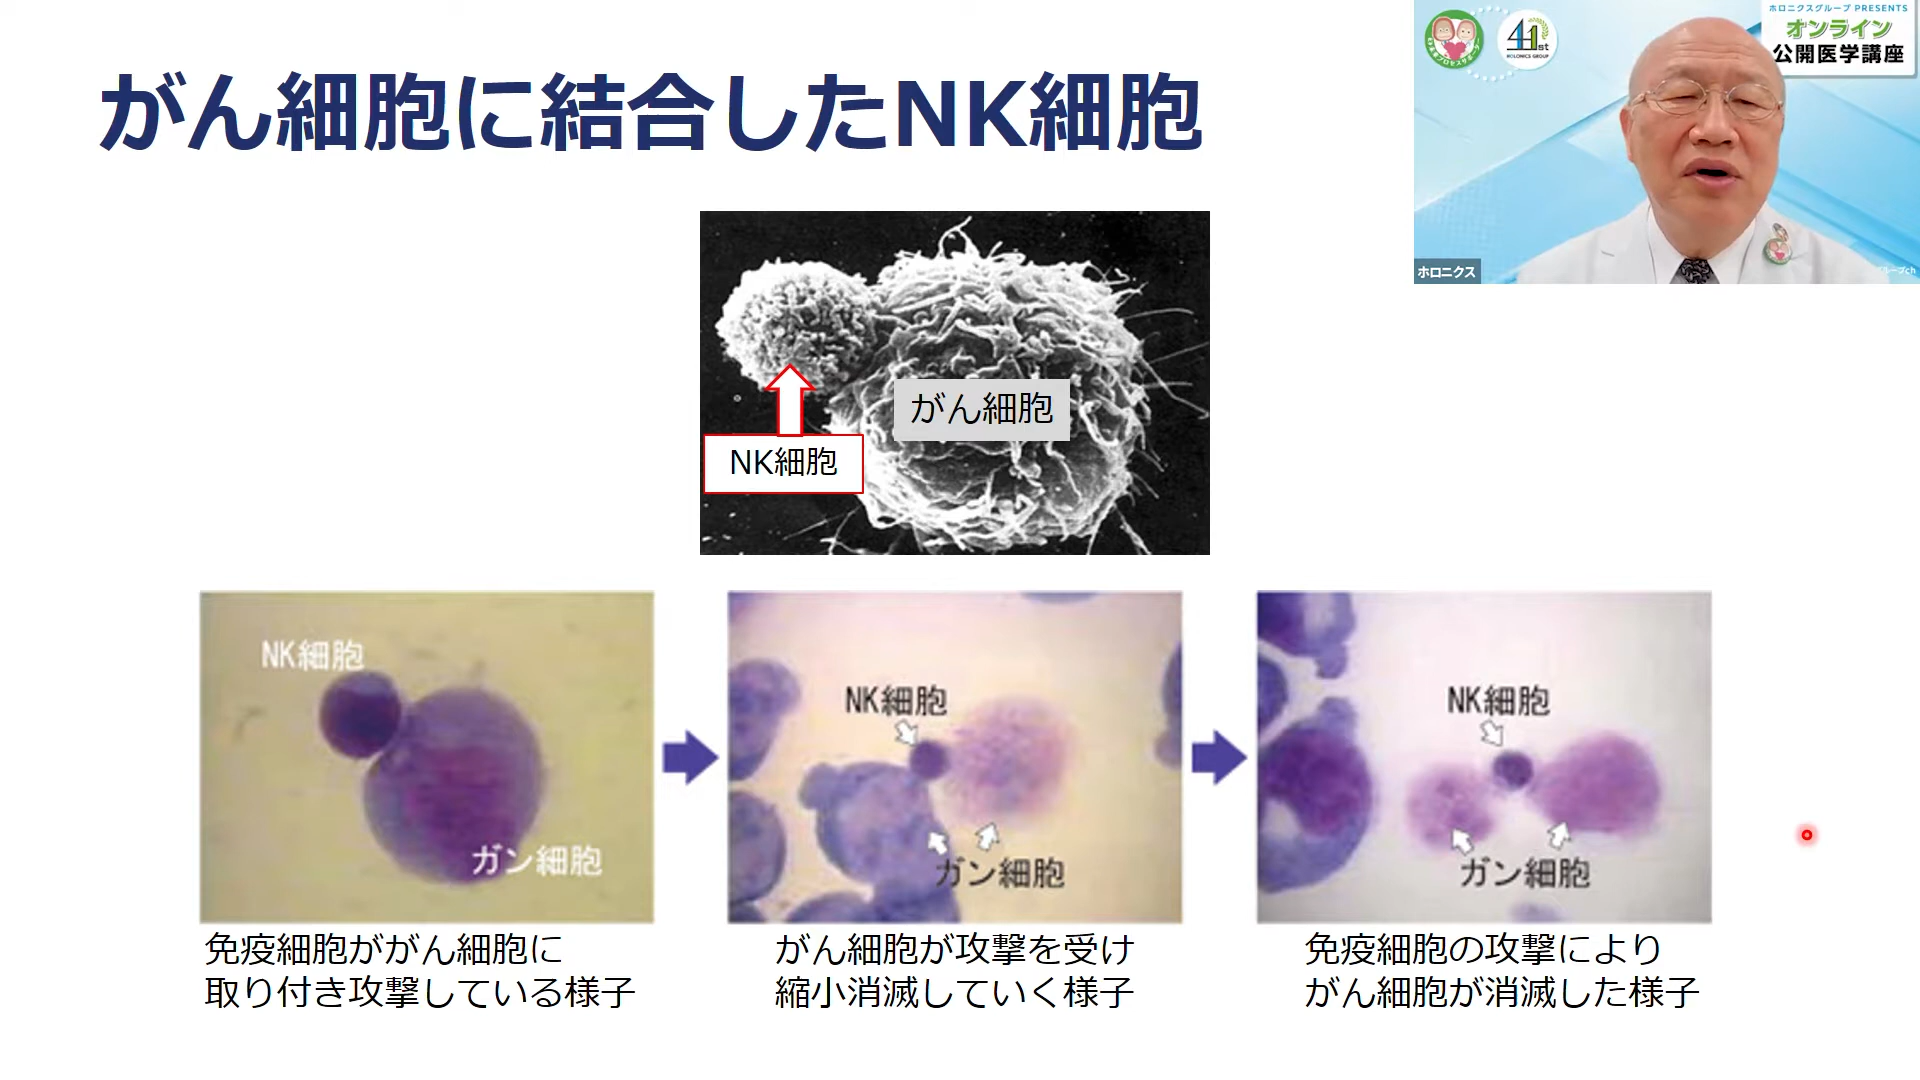 がん細胞に結合したNK細胞
ホロニクスグループ PRESENTS
オンライン
公開医学講座
41st
HOLONICS GROUP
ホロニクス
がん細胞
NK細胞
NK細胞
ガン細胞
NK細胞
ガン細胞
NK細胞
ガン細胞
免疫細胞ががん細胞に
取り付き攻撃している様子
がん細胞が攻撃を受け
縮小消滅していく様子
免疫細胞の攻撃により
がん細胞が消滅した様子